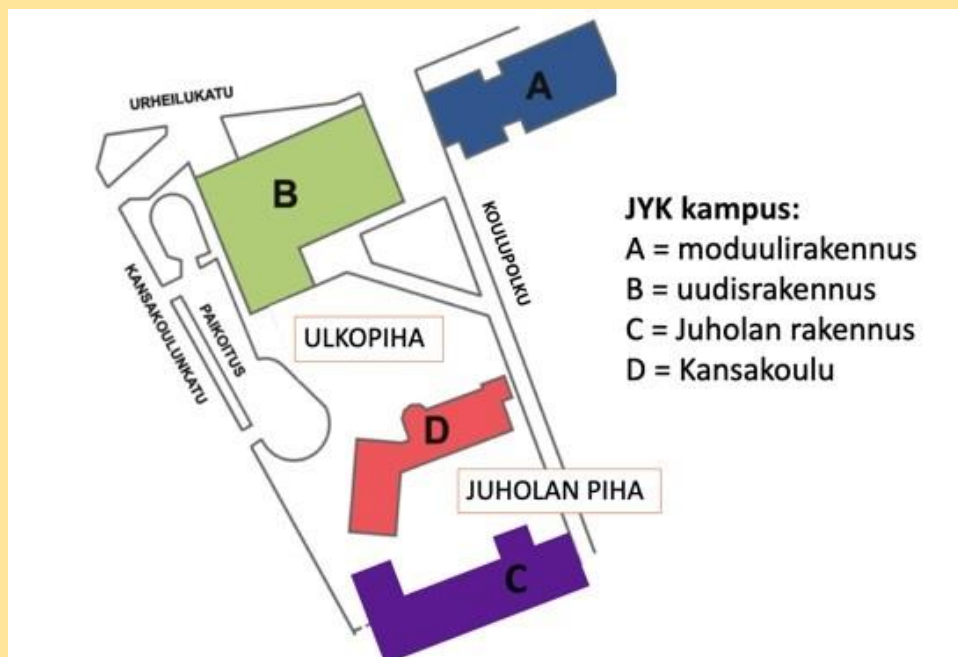 URHEILUKATU
A
B
KOULUPOLKU
KANSAKOULUNKATU
PAIKOITUS
ULKOPIHA
D
JUHOLAN PIHA
C
JYK kampus:
A = moduulirakennus
B = uudisrakennus
C = Juholan rakennus
D = Kansakoulu